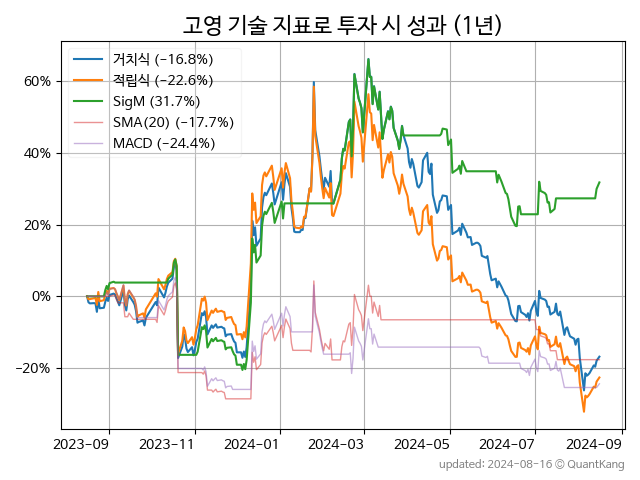 고영 기술 지표로 투자 시 성과 (1년)
거치식 (−16.8%)
적립식 (−22.6%)
SigM (31.7%)
SMA(20) (−17.7%)
MACD (−24.4%)
60%
40%
20%
0%
−20%
2023−09
2023−11
2024−01
2024−03
2024−05
2024−07
2024−09
updated: 2024−08−16 © QuantKang